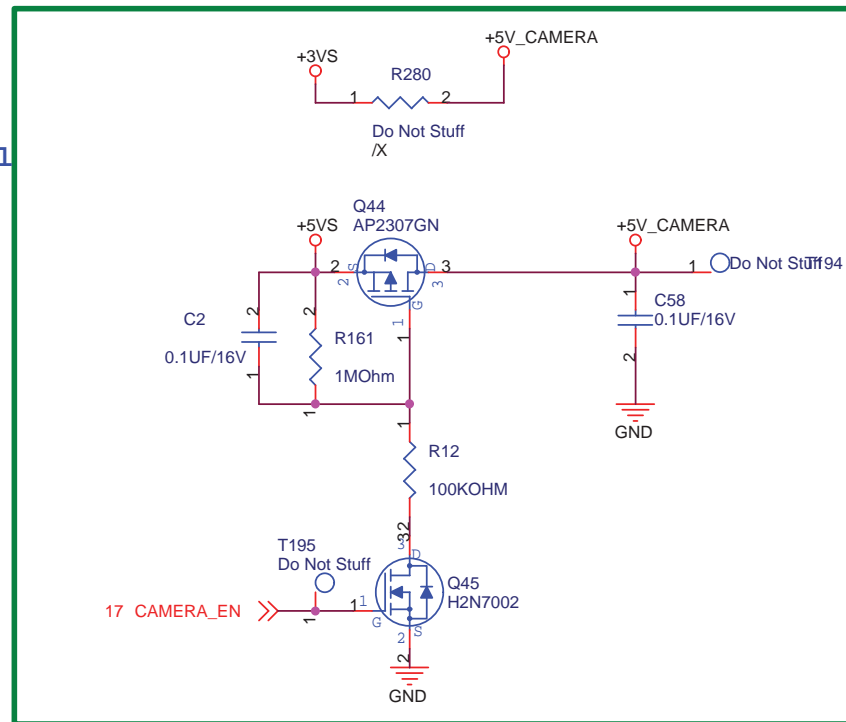 +5V_CAMERA
+3VS
R280
1 2
Do Not Stuff
/X
1
Q44
AP2307GN
+5VS
+5V_CAMERA
2 S D 3
2 3
G
1
1
1 Do Not Stuff T194
C2
0.1UF/16V
2
1
2
R161
1MOhm
1
1
C58
0.1UF/16V
2
GND
1
R12
100KOHM
2
3
3
D
T195
Do Not Stuff
1
17 CAMERA_EN
1 1
G
Q45
H2N7002
S
2
2
GND